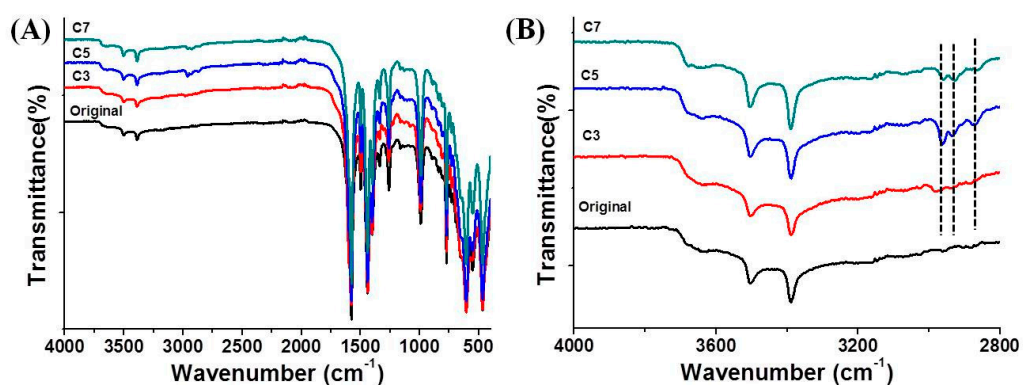 (A)
C7
C5
C3
Original
Transmittance(%)
4000 3500 3000 2500 2000 1500 1000 500
Wavenumber (cm-1)
(B)
C7
C5
C3
Original
Transmittance(%)
4000 3600 3200 2800
Wavenumber (cm-1)